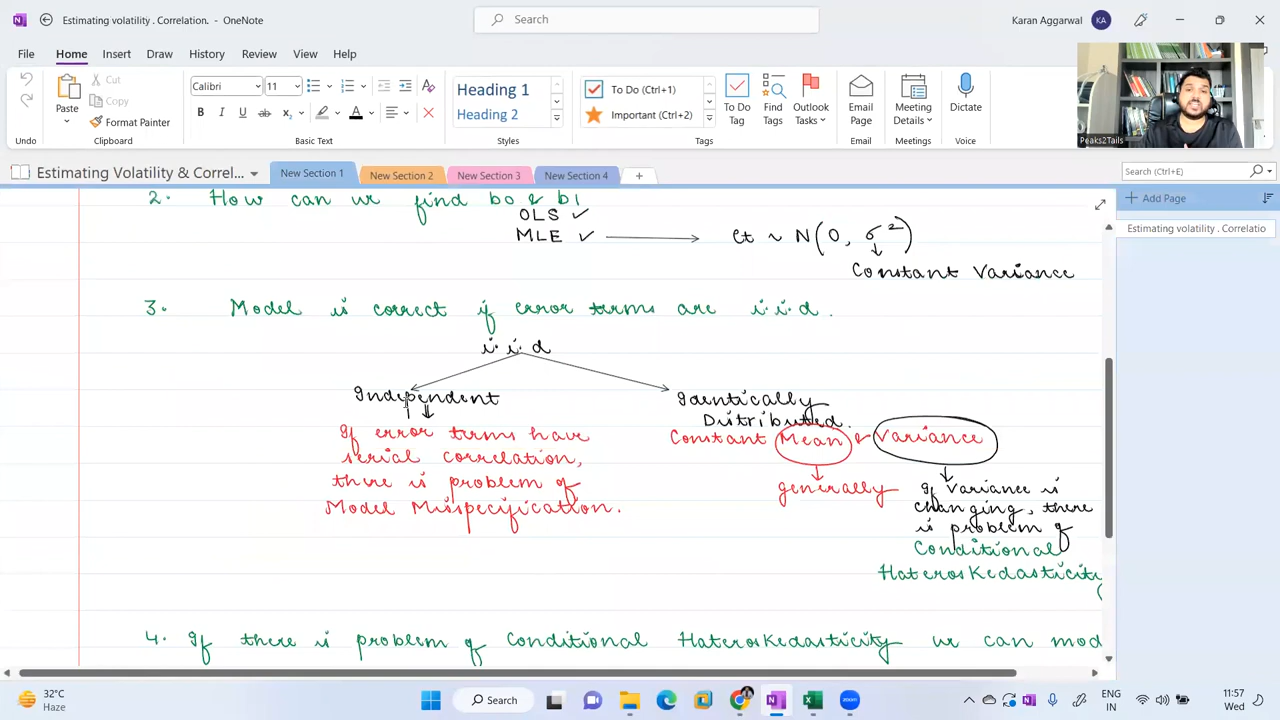 Estimating volatility . Correlation. - OneNote
Search
Karan Aggarwal
KA
File Home Insert Draw History Review View Help
Paste
Cut
Copy
Format Painter
Calibri 11
Heading 1
Heading 2
To Do (Ctrl+1)
Important (Ctrl+2)
To Do Tag
Find Tags
Outlook Tasks
Email Page
Meeting Details
Dictate
Peaks2Tails
Undo Clipboard Basic Text Styles Tags Email Meetings Voice
Estimating Volatility & Correl...
New Section 1 New Section 2 New Section 3 New Section 4
Search (Ctrl+E)
Add Page
Estimating volatility . Correlatio
2. How can we find b0 & b1
OLS ✓
MLE ✓ → et ~ N(0, σ²)
Constant Variance
3. Model is correct if error terms are i.i.d.
i.i.d
Independent
If error terms have
serial correlation,
there is problem of
Model Misspecification.
Identically
Distributed.
Constant Mean & Variance
generally
If Variance is
changing, there
is problem of
Conditional
Heteroskedasticity
4. If there is problem of Conditional Hateroskedasticity we can mod
32°C
Haze
Search
ENG
IN
11:57
Wed